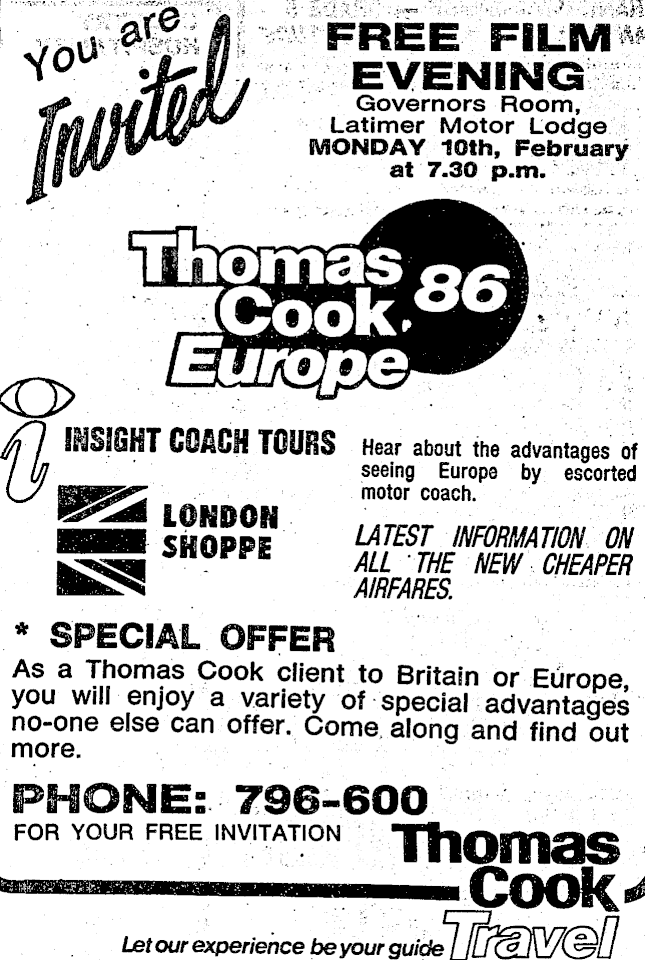 You are
Invited
FREE FILM
EVENING
Governors Room,
Latimer Motor Lodge
MONDAY 10th, February
at 7.30 p.m.
Thomas
Cook
Europe
86
INSIGHT COACH TOURS
LONDON
SHOPPE
Hear about the advantages of
seeing Europe by escorted
motor coach.
LATEST INFORMATION ON
ALL THE NEW CHEAPER
AIRFARES.
* SPECIAL OFFER
As a Thomas Cook client to Britain or Europe,
you will enjoy a variety of special advantages
no-one else can offer. Come along and find out
more.
PHONE: 796-600
FOR YOUR FREE INVITATION
Thomas
Cook
Travel
Let our experience be your guide